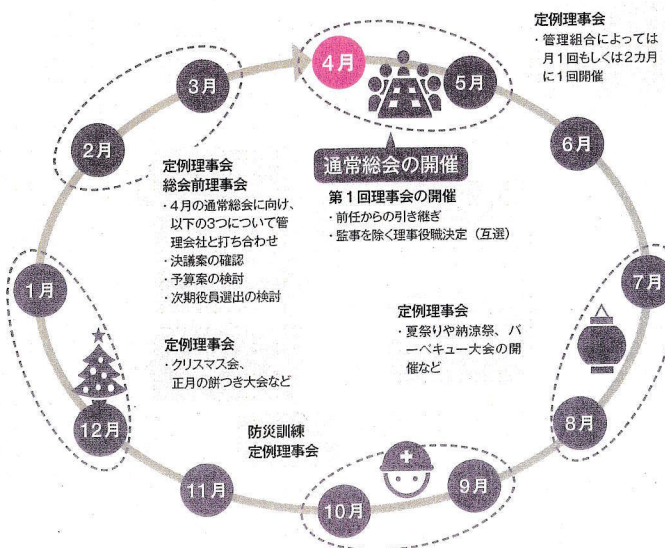 定例理事会
・管理組合によっては
月1回もしくは2カ月
に1回開催
4月
5月
6月
7月
8月
9月
10月
11月
12月
1月
2月
3月
通常総会の開催
第1回理事会の開催
・前任からの引き継ぎ
・監事を除く理事役職決定(互選)
定例理事会
総会前理事会
・4月の通常総会に向け、
以下の3つについて管
理会社と打ち合わせ
・決議案の確認
・予算案の検討
・次期役員選出の検討
定例理事会
・夏祭りや納涼祭、バ
ーベキュー大会の開
催など
定例理事会
・クリスマス会、
正月の餅つき大会など
防災訓練
定例理事会